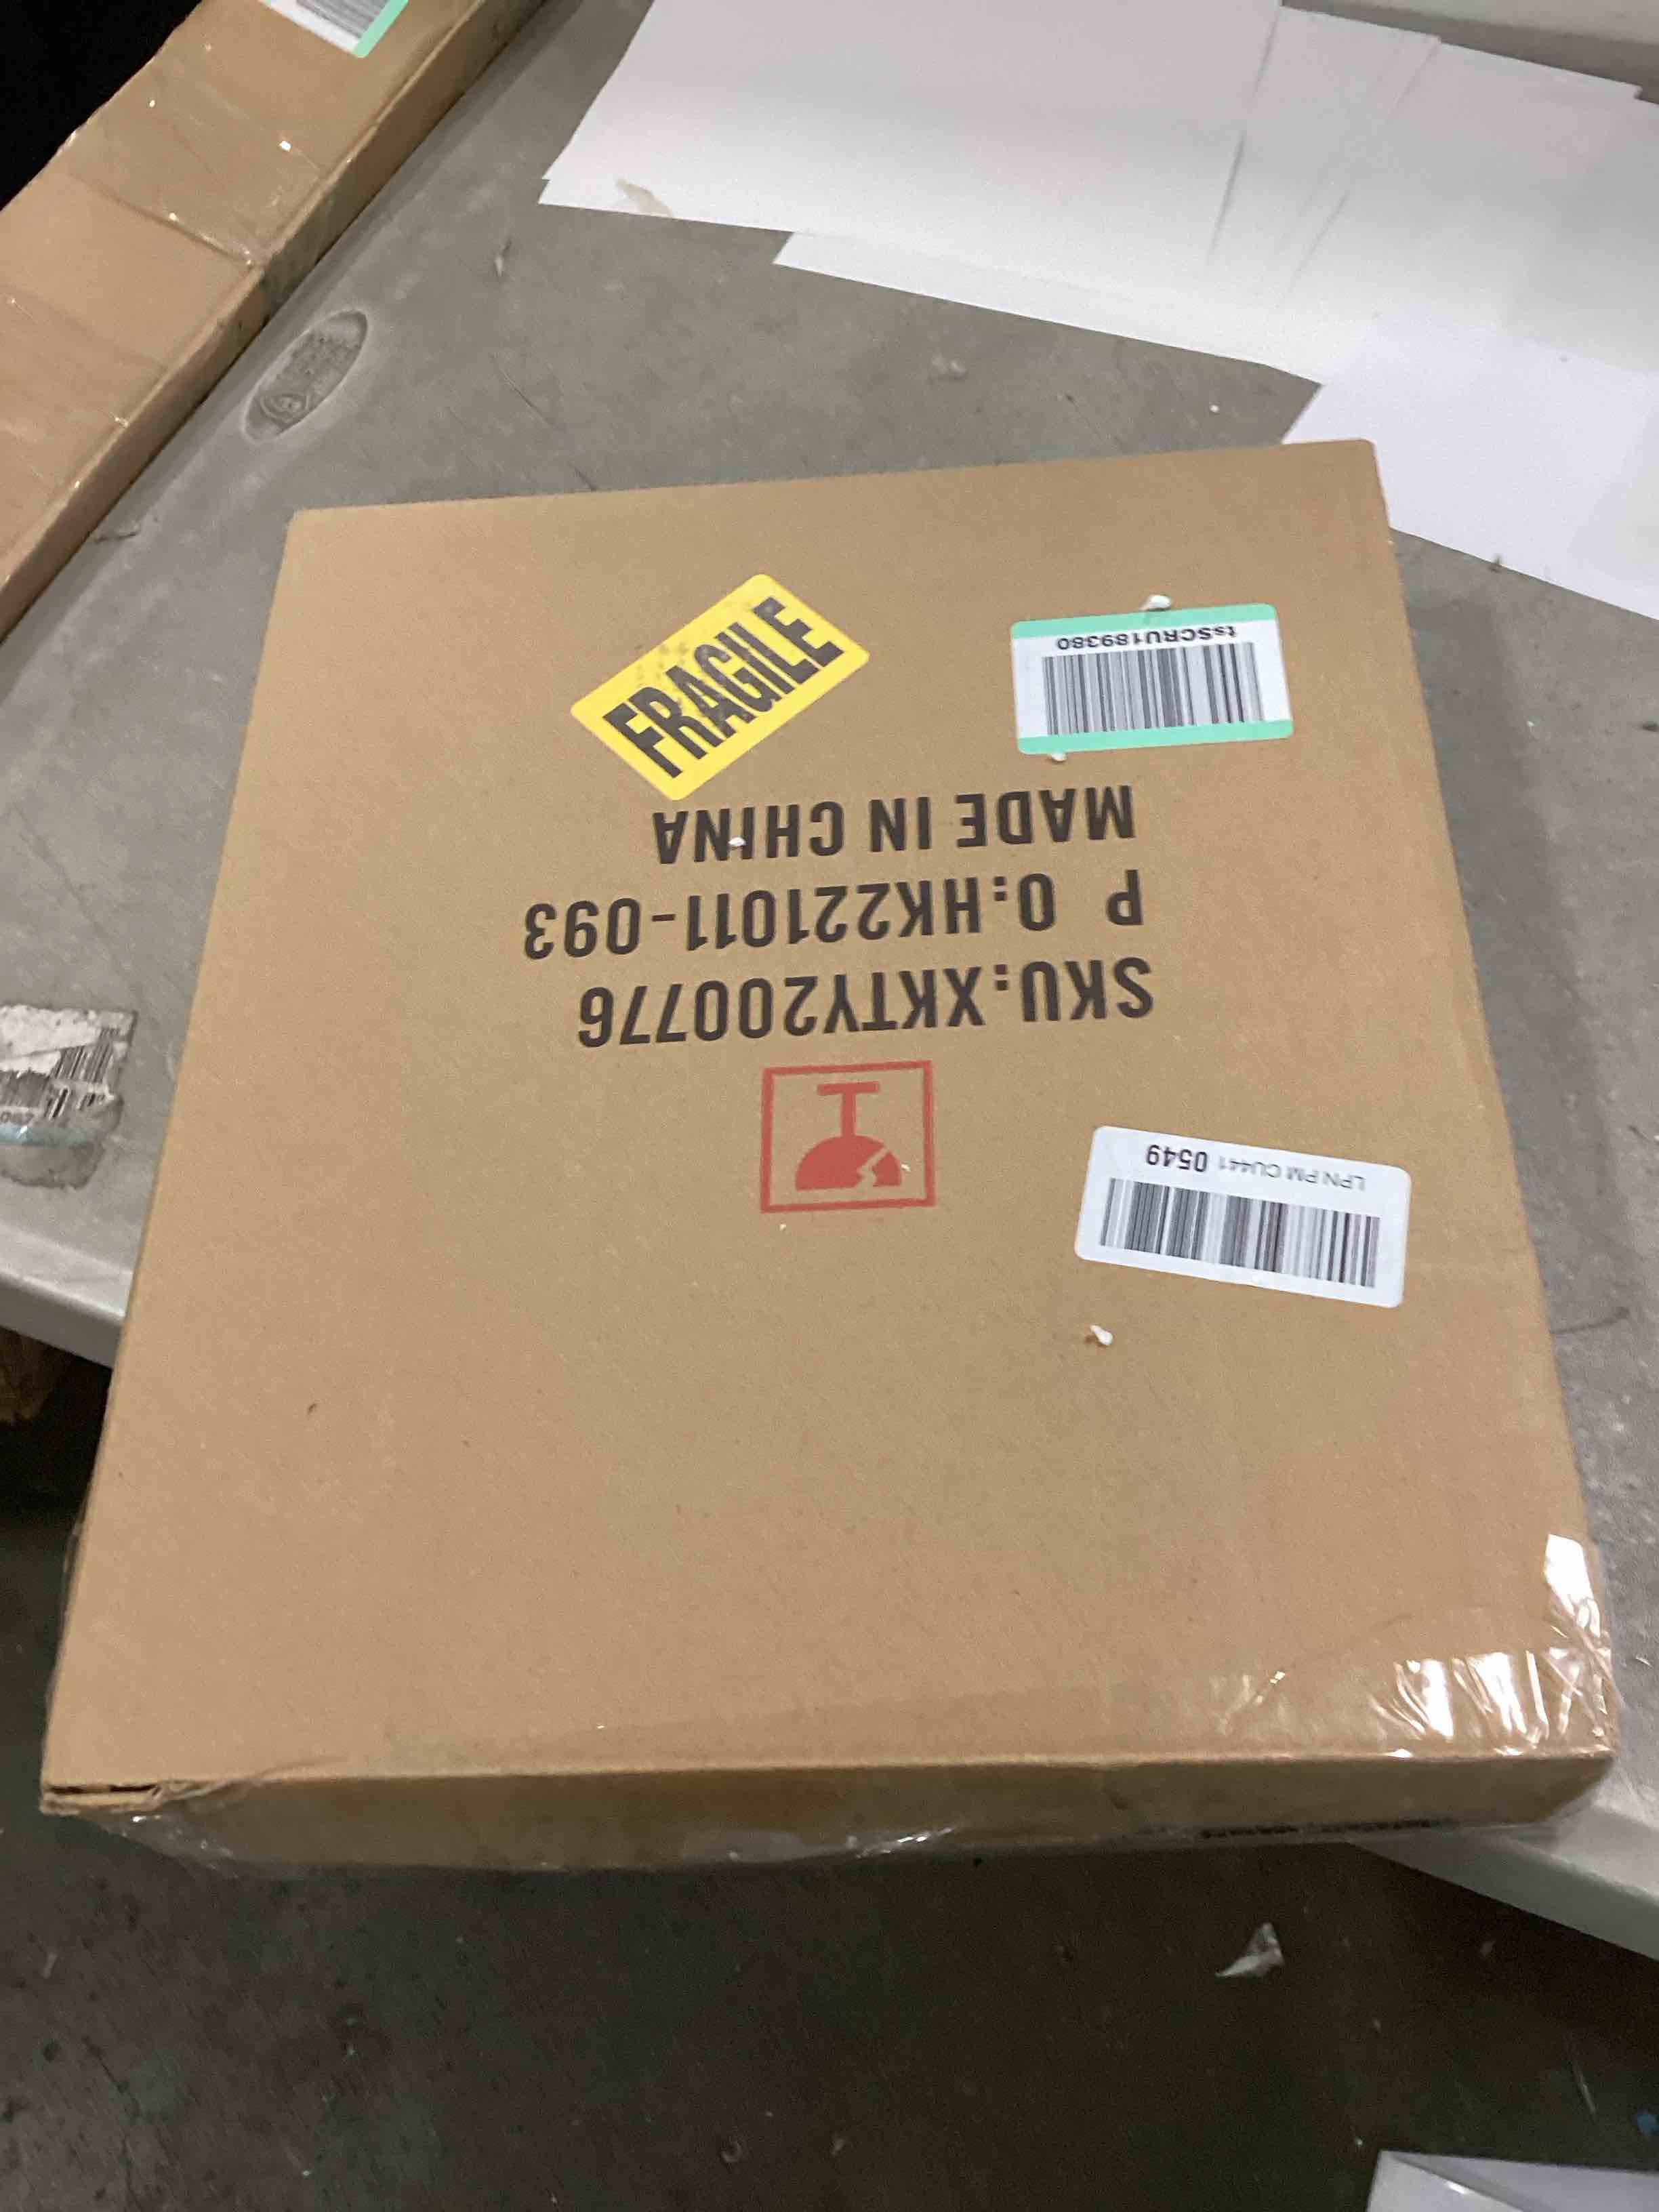 SKU:XKTY200776
P O:HK221011-093
MADE IN CHINA
FRAGILE
tsSCRU189380
LPN PM CU441 0549